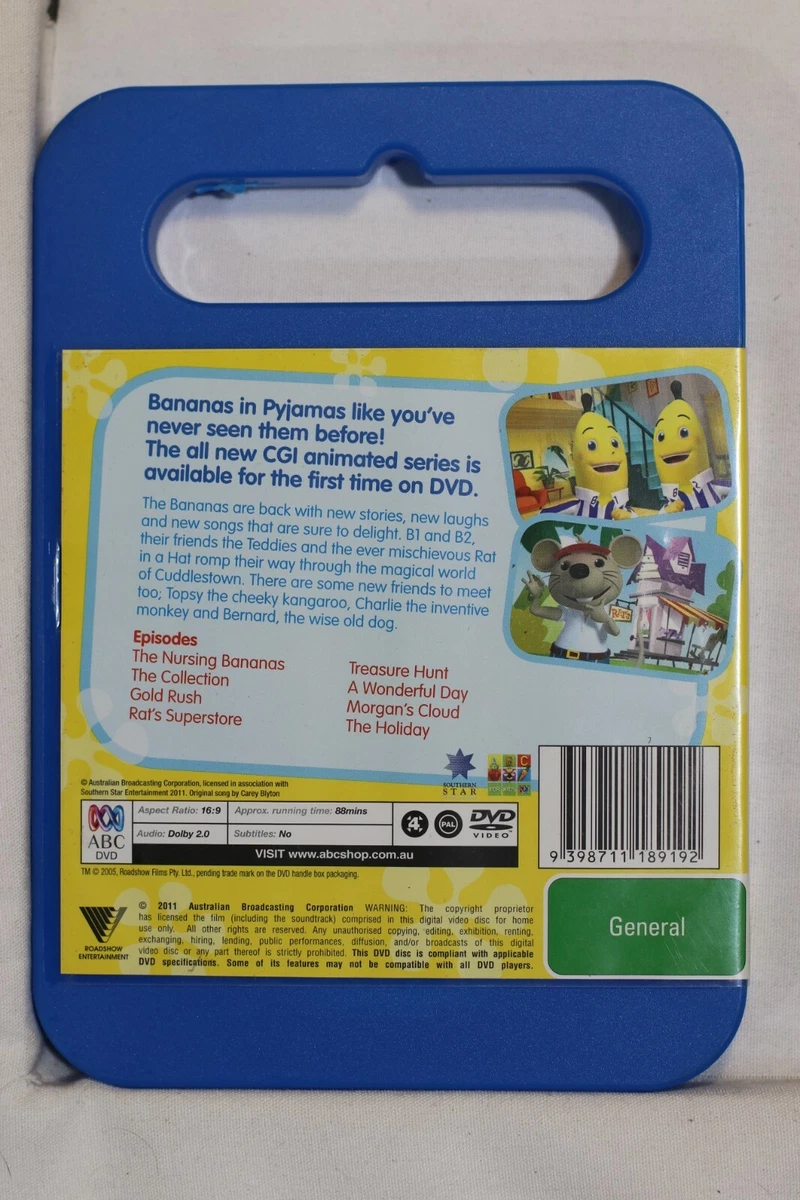 Bananas in Pyjamas like you've
never seen them before!
The all new CGI animated series is
available for the first time on DVD.
The Bananas are back with new stories, new laughs
and new songs that are sure to delight. B1 and B2,
their friends the Teddies and the ever mischievous Rat
in a Hat romp their way through the magical world
of Cuddlestown. There are some new friends to meet
too; Topsy the cheeky kangaroo, Charlie the inventive
monkey and Bernard, the wise old dog.
Episodes
The Nursing Bananas
The Collection
Gold Rush
Rat's Superstore
Treasure Hunt
A Wonderful Day
Morgan's Cloud
The Holiday
RAT'S
© Australian Broadcasting Corporation, licensed in association with
Southern Star Entertainment 2011. Original song by Carey Blyton
SOUTHERN
STAR
ABC
DVD
Aspect Ratio: 16:9
Approx. running time: 88mins
Audio: Dolby 2.0
Subtitles: No
4
PAL
DVD
VIDEO
VISIT www.abcshop.com.au
9 398711 189192
TM © 2005, Roadshow Films Pty. Ltd., pending trade mark on the DVD handle box packaging.
ROADSHOW
ENTERTAINMENT
© 2011 Australian Broadcasting Corporation WARNING: The copyright proprietor
has licensed the film (including the soundtrack) comprised in this digital video disc for home
use only. All other rights are reserved. Any unauthorised copying, editing, exhibition, renting,
exchanging, hiring, lending, public performances, diffusion, and/or broadcasts of this digital
video disc or any part thereof is strictly prohibited. This DVD disc is compliant with applicable
DVD specifications. Some of its features may not be compatible with all DVD players.
General